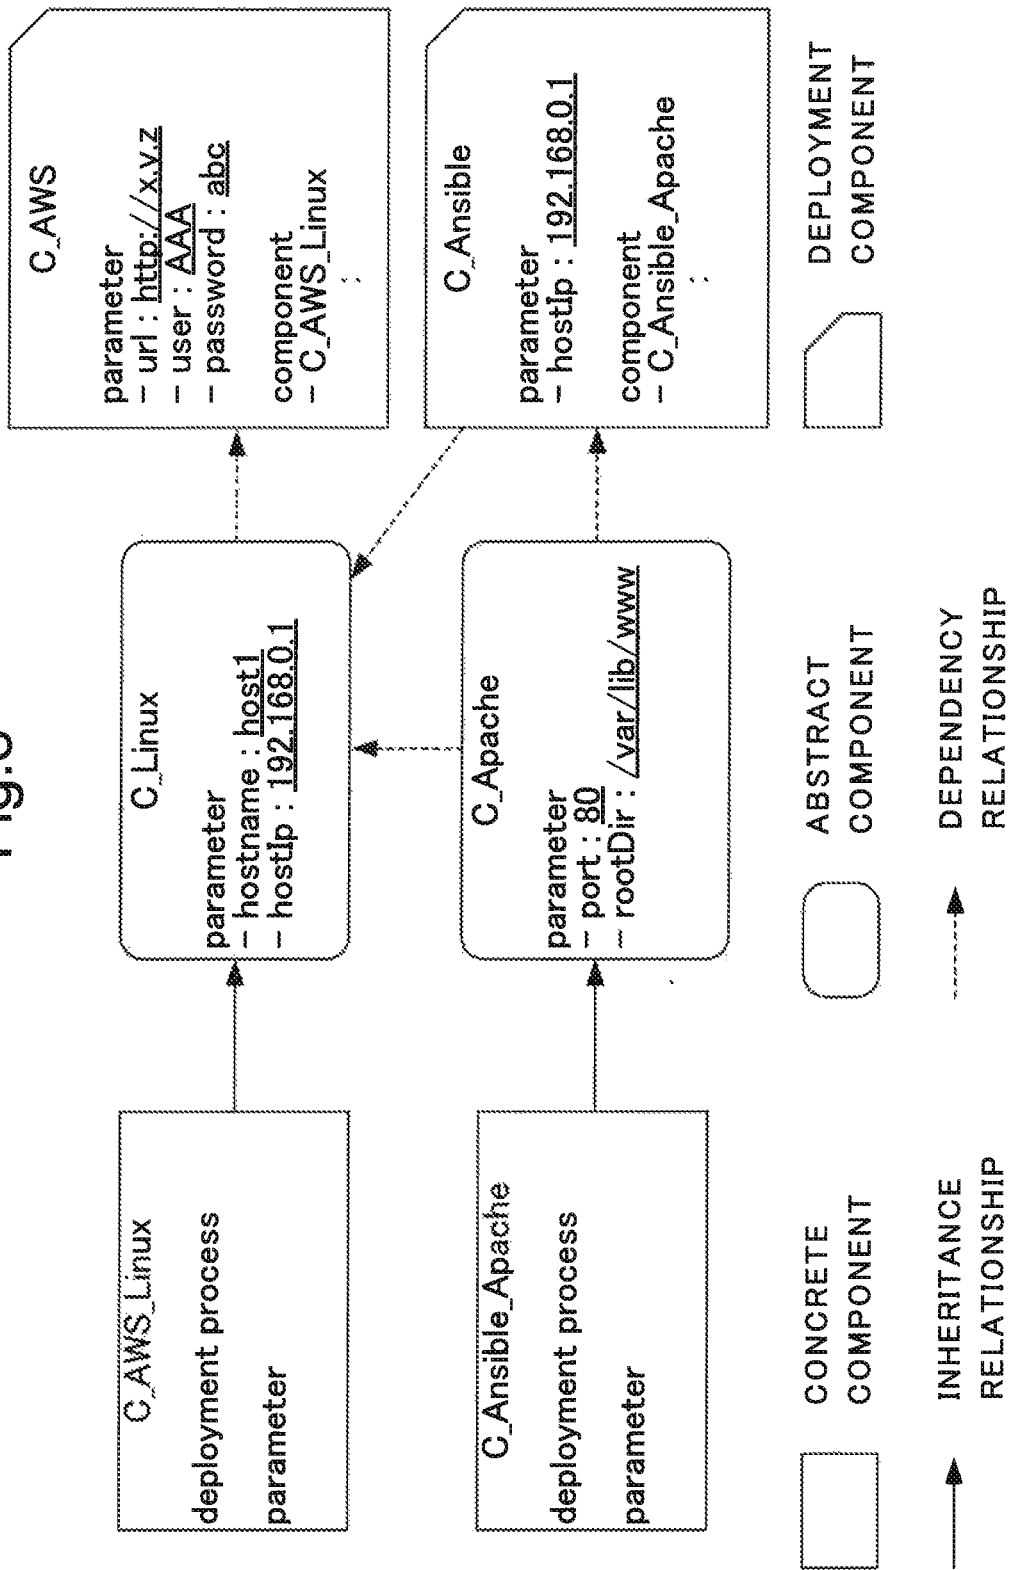 C_AWS_Linux
deployment process
parameter
C_Linux
parameter
- hostname : host1
- hostIp : 192.168.0.1
C_AWS
parameter
- url : http://x.y.z
- user : AAA
- password : abc
component
- C_AWS_Linux
:
C_Ansible_Apache
deployment process
parameter
C_Apache
parameter
- port : 80
- rootDir : /var/lib/www
C_Ansible
parameter
- hostIp : 192.168.0.1
component
- C_Ansible_Apache
:
CONCRETE
COMPONENT
ABSTRACT
COMPONENT
DEPLOYMENT
COMPONENT
INHERITANCE
RELATIONSHIP
DEPENDENCY
RELATIONSHIP